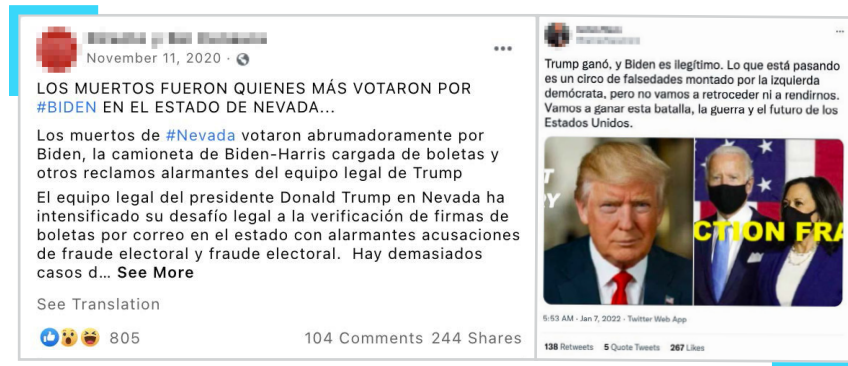 November 11, 2020 ·
LOS MUERTOS FUERON QUIENES MÁS VOTARON POR
#BIDEN EN EL ESTADO DE NEVADA...
Los muertos de #Nevada votaron abrumadoramente por
Biden, la camioneta de Biden-Harris cargada de boletas y
otros reclamos alarmantes del equipo legal de Trump
El equipo legal del presidente Donald Trump en Nevada ha
intensificado su desafío legal a la verificación de firmas de
boletas por correo en el estado con alarmantes acusaciones
de fraude electoral y fraude electoral. Hay demasiados
casos d... See More
See Translation
805
104 Comments 244 Shares
Trump ganó, y Biden es ilegítimo. Lo que está pasando
es un circo de falsedades montado por la izquierda
demócrata, pero no vamos a retroceder ni a rendirnos.
Vamos a ganar esta batalla, la guerra y el futuro de los
Estados Unidos.
CTION FRA
5:53 AM · Jan 7, 2022 · Twitter Web App
138 Retweets 5 Quote Tweets 267 Likes